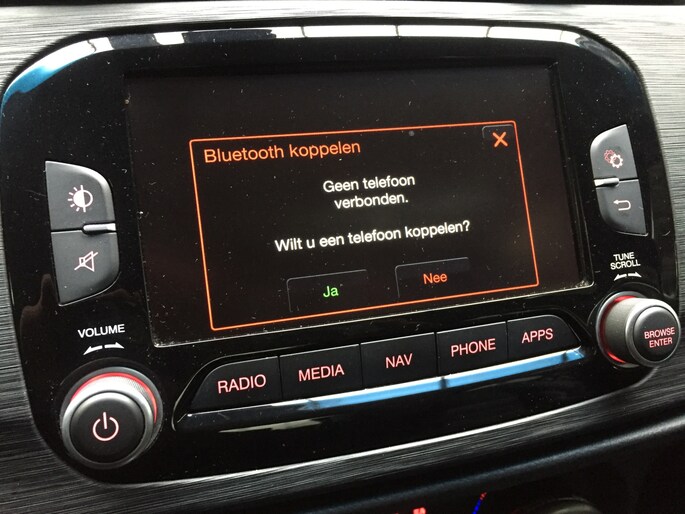 Bluetooth koppelen
Geen telefoon
verbonden.
Wilt u een telefoon koppelen?
Ja
Nee
VOLUME
TUNE
SCROLL
BROWSE
ENTER
RADIO
MEDIA
NAV
PHONE
APPS